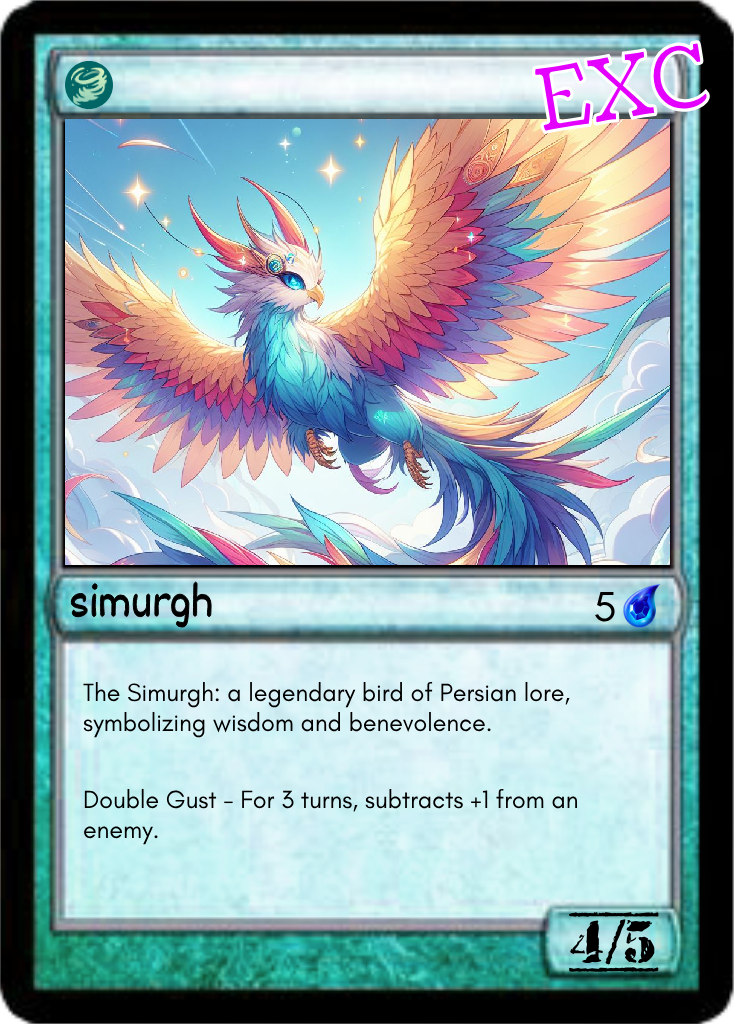 EXC
simurgh
5
The Simurgh: a legendary bird of Persian lore,
symbolizing wisdom and benevolence.
Double Gust - For 3 turns, subtracts +1 from an
enemy.
4/5